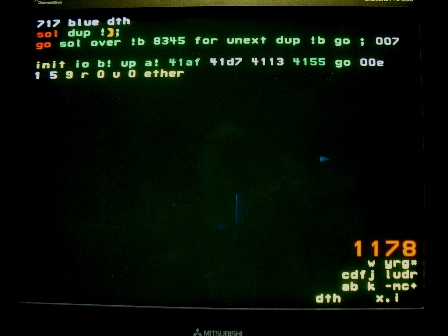 717 blue dth
sol dup !;
go sol over !b 8345 for unext dup !b go ; 007
init io b! up a! 41af 41d7 4113 4155 go 00e
1 5 9 r 0 u 0 ether
1178
w yrg*
cdfj ludr
ab k -mc+
dth x.i
MITSUBISHI